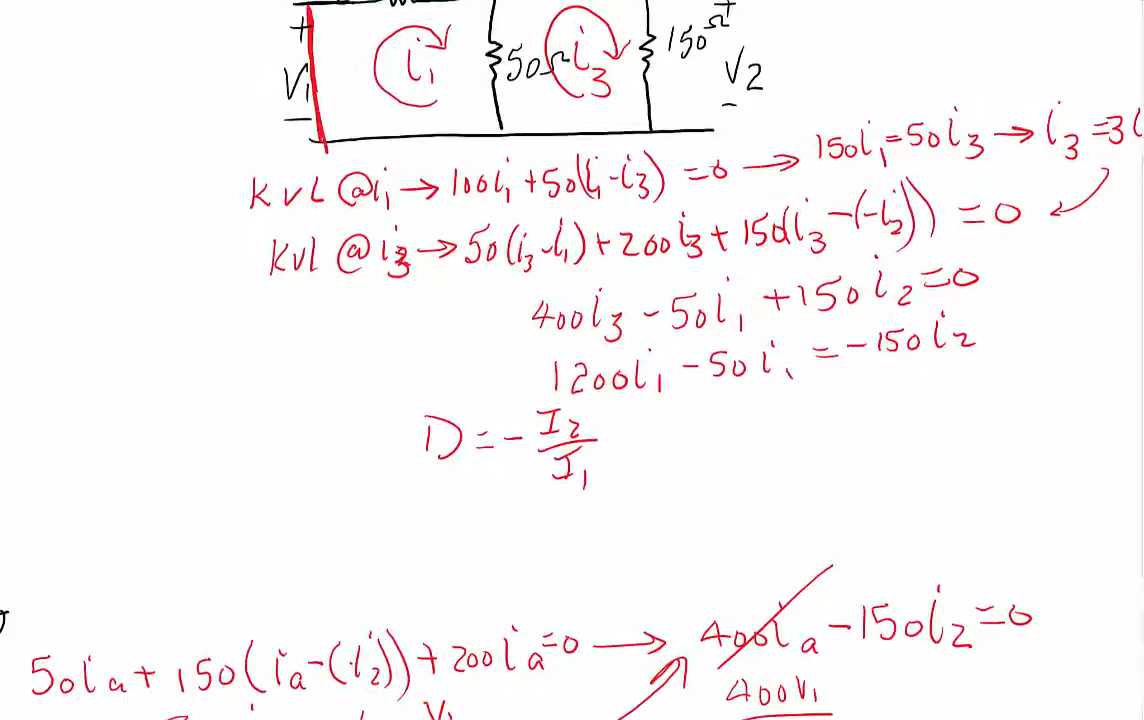 +
V1 i1 50Ω i3 150Ω +
V2
−
−
KVL @i1 → 100i1 + 50(i1-i3) = 0 → 150i1 = 50i3 → i3 = 3i
KVL @ i3 → 50(i3-i1) + 200i3 + 150(i3-(-i2)) = 0
400i3 - 50i1 + 150i2 = 0
1200i1 - 50i1 = -150i2
D = - I2/I1
50ia + 150(ia-(-i2)) + 200ia = 0 → 400ia - 150i2 = 0
400V1
V1